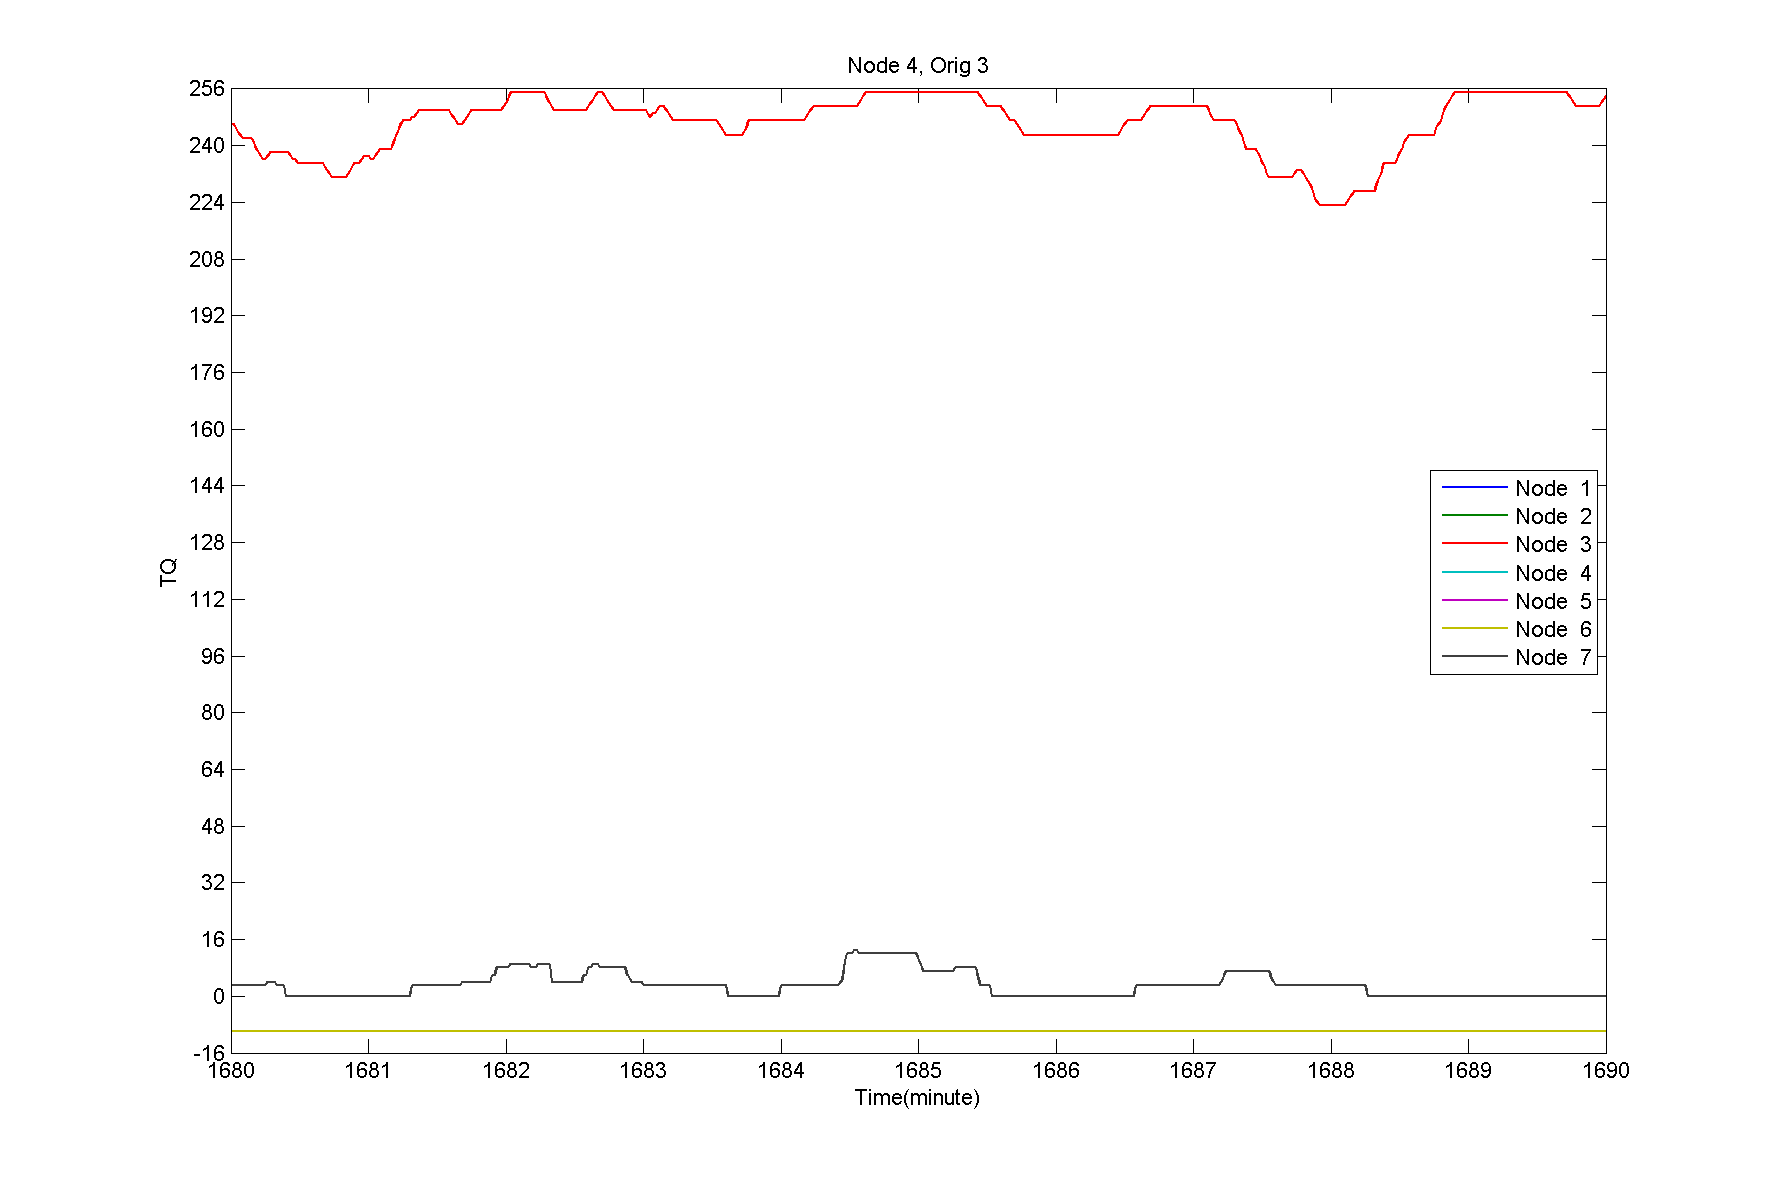 Node 4, Orig 3
256
240
224
208
192
176
160
144
128
112
96
80
64
48
32
16
0
-16
TQ
Node 1
Node 2
Node 3
Node 4
Node 5
Node 6
Node 7
1680 1681 1682 1683 1684 1685 1686 1687 1688 1689 1690
Time(minute)